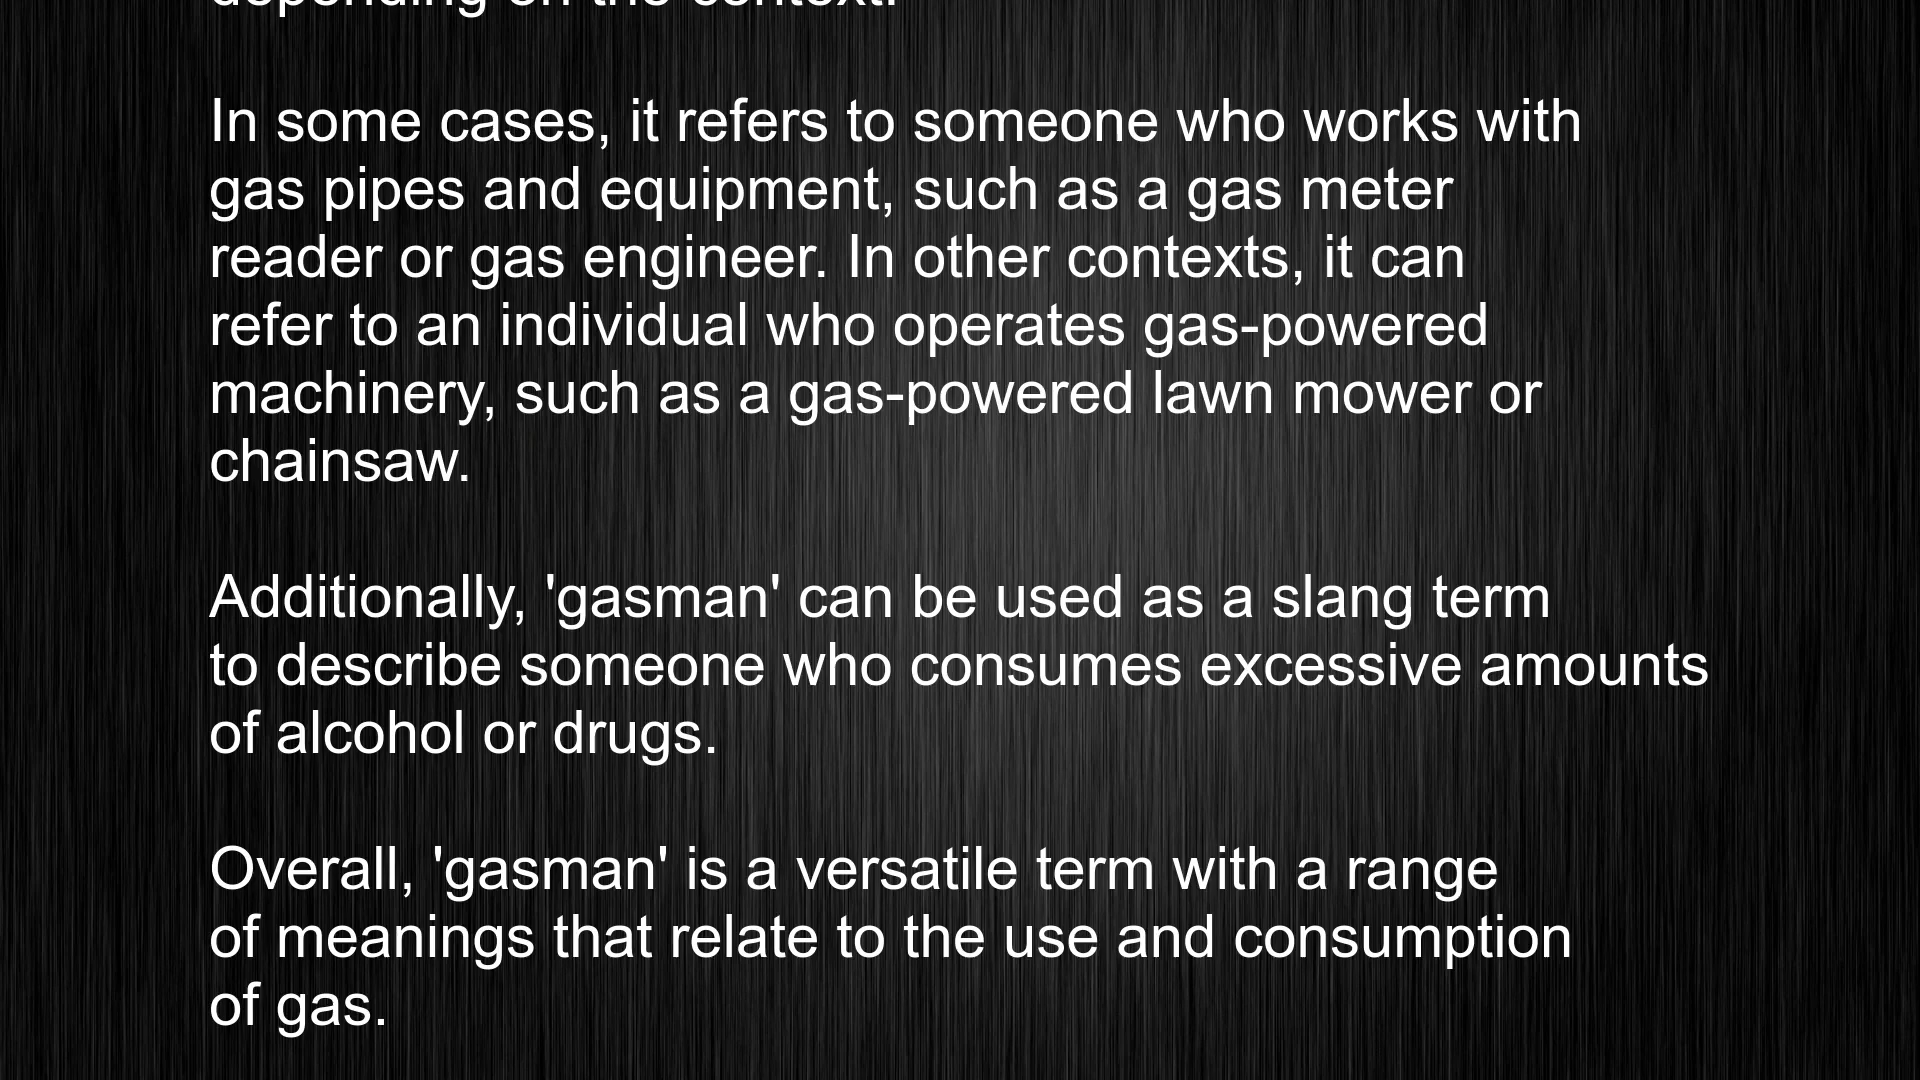 depending on the context.
In some cases, it refers to someone who works with
gas pipes and equipment, such as a gas meter
reader or gas engineer. In other contexts, it can
refer to an individual who operates gas-powered
machinery, such as a gas-powered lawn mower or
chainsaw.
Additionally, 'gasman' can be used as a slang term
to describe someone who consumes excessive amounts
of alcohol or drugs.
Overall, 'gasman' is a versatile term with a range
of meanings that relate to the use and consumption
of gas.